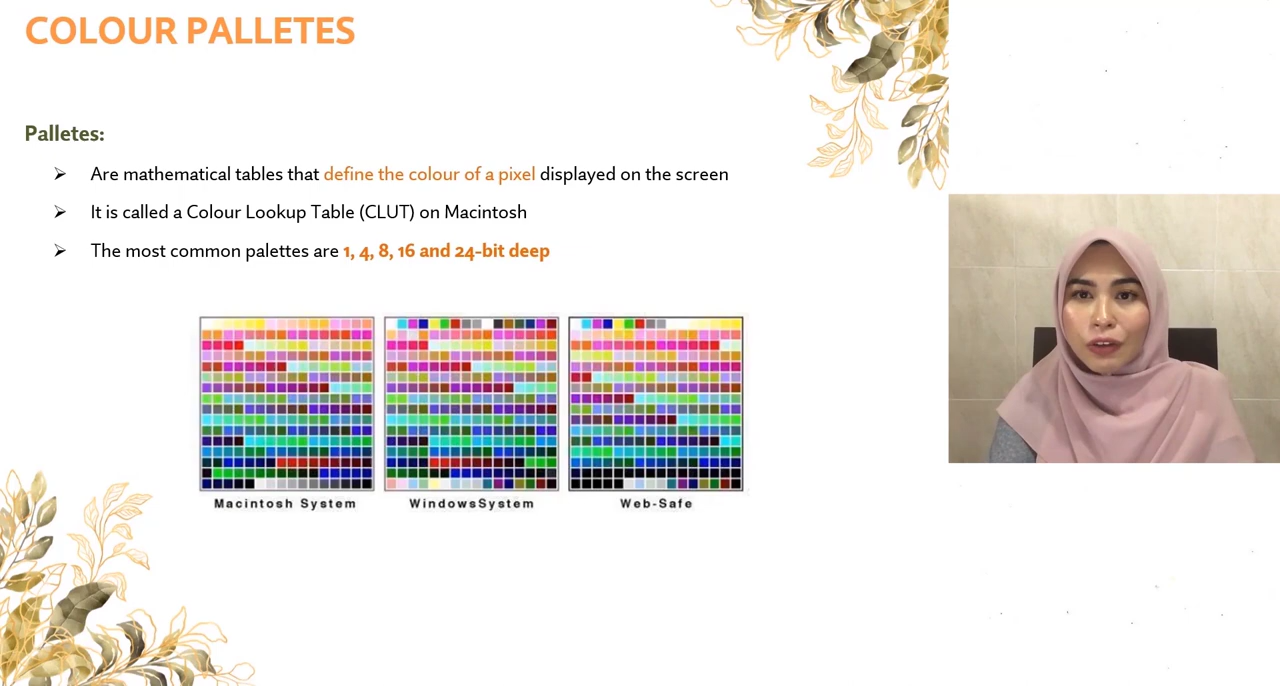 COLOUR PALLETES
Palletes:
Are mathematical tables that define the colour of a pixel displayed on the screen
It is called a Colour Lookup Table (CLUT) on Macintosh
The most common palettes are 1, 4, 8, 16 and 24-bit deep
Macintosh System
WindowsSystem
Web-Safe